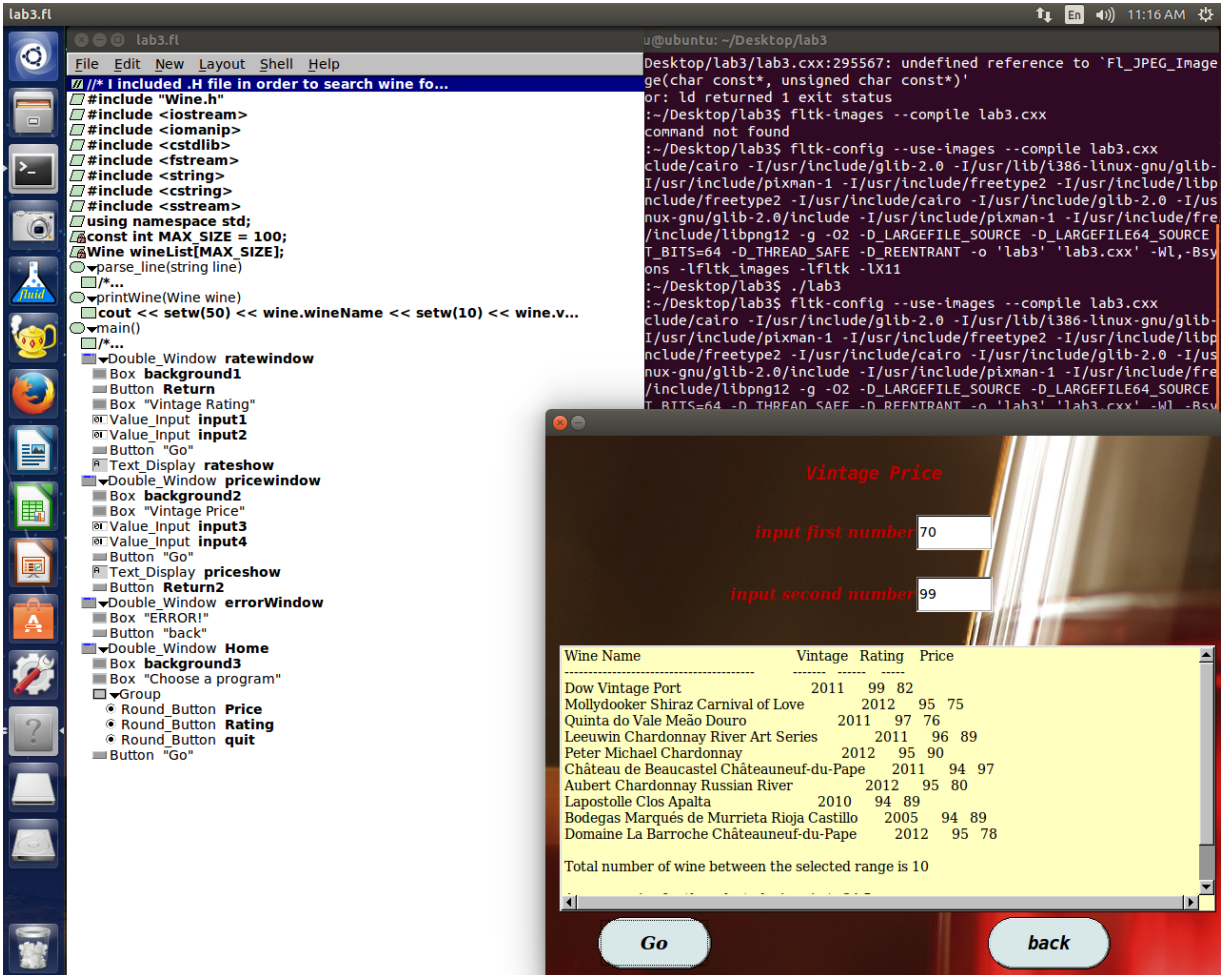 lab3.fl
En
11:16 AM
lab3.fl
File Edit New Layout Shell Help
//* I included .H file in order to search wine fo...
#include "Wine.h"
#include <iostream>
#include <iomanip>
#include <cstdlib>
#include <fstream>
#include <string>
#include <cstring>
#include <sstream>
using namespace std;
const int MAX_SIZE = 100;
Wine wineList[MAX_SIZE];
parse_line(string line)
/*...
printWine(Wine wine)
cout << setw(50) << wine.wineName << setw(10) << wine.v...
main()
/*...
Double_Window ratewindow
Box background1
Button Return
Box "Vintage Rating"
Value_Input input1
Value_Input input2
Button "Go"
Text_Display rateshow
Double_Window pricewindow
Box background2
Box "Vintage Price"
Value_Input input3
Value_Input input4
Button "Go"
Text_Display priceshow
Button Return2
Double_Window errorWindow
Box "ERROR!"
Button "back"
Double_Window Home
Box background3
Box "Choose a program"
Group
Round_Button Price
Round_Button Rating
Round_Button quit
Button "Go"
fluid
u@ubuntu: ~/Desktop/lab3
Desktop/lab3/lab3.cxx:295567: undefined reference to `Fl_JPEG_Image
ge(char const*, unsigned char const*)'
or: ld returned 1 exit status
:~/Desktop/lab3$ fltk-images --compile lab3.cxx
command not found
:~/Desktop/lab3$ fltk-config --use-images --compile lab3.cxx
clude/cairo -I/usr/include/glib-2.0 -I/usr/lib/i386-linux-gnu/glib-
I/usr/include/pixman-1 -I/usr/include/freetype2 -I/usr/include/libp
nclude/freetype2 -I/usr/include/cairo -I/usr/include/glib-2.0 -I/us
nux-gnu/glib-2.0/include -I/usr/include/pixman-1 -I/usr/include/fre
/include/libpng12 -g -O2 -D_LARGEFILE_SOURCE -D_LARGEFILE64_SOURCE
T_BITS=64 -D_THREAD_SAFE -D_REENTRANT -o 'lab3' 'lab3.cxx' -Wl,-Bsy
ons -lfltk_images -lfltk -lX11
:~/Desktop/lab3$ ./lab3
:~/Desktop/lab3$ fltk-config --use-images --compile lab3.cxx
clude/cairo -I/usr/include/glib-2.0 -I/usr/lib/i386-linux-gnu/glib-
I/usr/include/pixman-1 -I/usr/include/freetype2 -I/usr/include/libp
nclude/freetype2 -I/usr/include/cairo -I/usr/include/glib-2.0 -I/us
nux-gnu/glib-2.0/include -I/usr/include/pixman-1 -I/usr/include/fre
/include/libpng12 -g -O2 -D_LARGEFILE_SOURCE -D_LARGEFILE64_SOURCE
T_BITS=64 -D_THREAD_SAFE -D_REENTRANT -o 'lab3' 'lab3.cxx' -Wl,-Bsy
Vintage Price
input first number 70
input second number 99
Wine Name Vintage Rating Price
---------------------------------------- ------- ------ -----
Dow Vintage Port 2011 99 82
Mollydooker Shiraz Carnival of Love 2012 95 75
Quinta do Vale Meão Douro 2011 97 76
Leeuwin Chardonnay River Art Series 2011 96 89
Peter Michael Chardonnay 2012 95 90
Château de Beaucastel Châteauneuf-du-Pape 2011 94 97
Aubert Chardonnay Russian River 2012 95 80
Lapostolle Clos Apalta 2010 94 89
Bodegas Marqués de Murrieta Rioja Castillo 2005 94 89
Domaine La Barroche Châteauneuf-du-Pape 2012 95 78
Total number of wine between the selected range is 10
Go
back